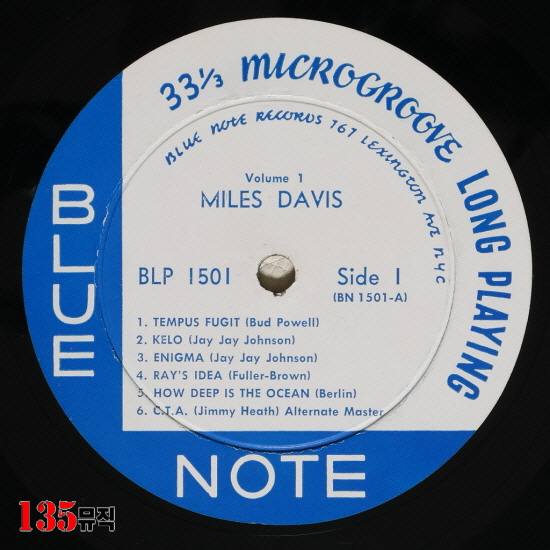 33⅓ MICROGROOVE LONG PLAYING
BLUE NOTE RECORDS 767 LEXINGTON AVE NYC
Volume 1
MILES DAVIS
BLP 1501
Side 1
(BN 1501-A)
1. TEMPUS FUGIT (Bud Powell)
2. KELO (Jay Jay Johnson)
3. ENIGMA (Jay Jay Johnson)
4. RAY'S IDEA (Fuller-Brown)
5. HOW DEEP IS THE OCEAN (Berlin)
6. C.T.A. (Jimmy Heath) Alternate Master
BLUE
NOTE
135뮤직